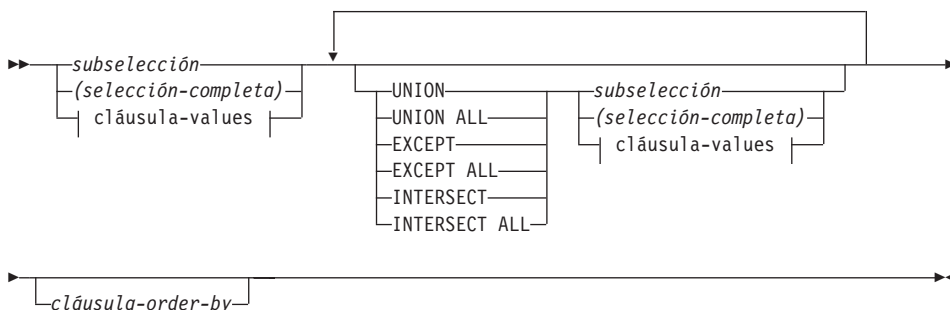 subselección
(selección-completa)
cláusula-values
UNION
UNION ALL
EXCEPT
EXCEPT ALL
INTERSECT
INTERSECT ALL
subselección
(selección-completa)
cláusula-values
cláusula-order-by